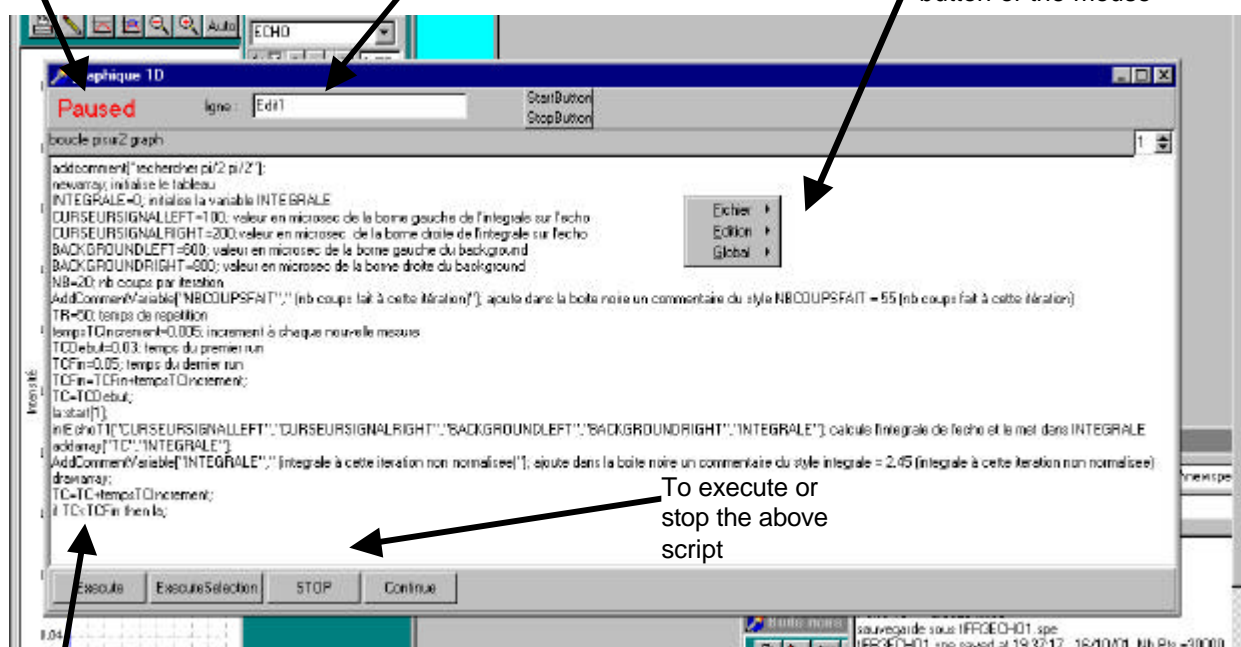 button of the mouse
Auto
ECHO
Graphique 1D
Paused
ligne :
Edit1
StartButton
StopButton
boucle pisur2 graph
1
addcomment["rechercher pi/2 pi/2"];
newarray; initialise le tableau
INTEGRALE=0; initialise la variable INTEGRALE
CURSEURSIGNALLEFT=100; valeur en microsec de la borne gauche de l'integrale sur l'echo
CURSEURSIGNALRIGHT=200;valeur en microsec de la borne droite de l'integrale sur l'echo
BACKGROUNDLEFT=600; valeur en microsec de la borne gauche du background
BACKGROUNDRIGHT=900; valeur en microsec de la borne droite du background
NB=20; nb coups par iteration
AddCommentVariable["NBCOUPSFAIT"," (nb coups fait à cette itération)"]; ajoute dans la boite noire un commentaire du style NBCOUPSFAIT = 55 (nb coups fait à cette itération)
TR=50; temps de repetition
tempsTCIncrement=0.005; increment à chaque nouvelle mesure
TCDebut=0.03; temps du premier run
TCFin=0.05; temps du dernier run
TCFin=TCFin+tempsTCIncrement;
TC=TCDebut;
la:start[1];
intEchoT1["CURSEURSIGNALLEFT","CURSEURSIGNALRIGHT","BACKGROUNDLEFT","BACKGROUNDRIGHT","INTEGRALE"]; calcule l'integrale de l'echo et le met dans INTEGRALE
addarray["TC","INTEGRALE"];
AddCommentVariable["INTEGRALE"," (integrale à cette iteration non normalisee)"]; ajoute dans la boite noire un commentaire du style integrale = 2.45 (integrale à cette iteration non normalisee)
drawarray;
TC=TC+tempsTCIncrement;
if TC<TCFin then la;
Fichier
Edition
Global
Intensité
To execute or
stop the above
script
Execute
ExecuteSelection
STOP
Continue
\newspe
0.04
Boite noire
sauvegarde sous IFFR3ECHO1.spe
IFFR3ECHO1.spe saved at 19:37:17 16/10/01 Nb Pts =30000